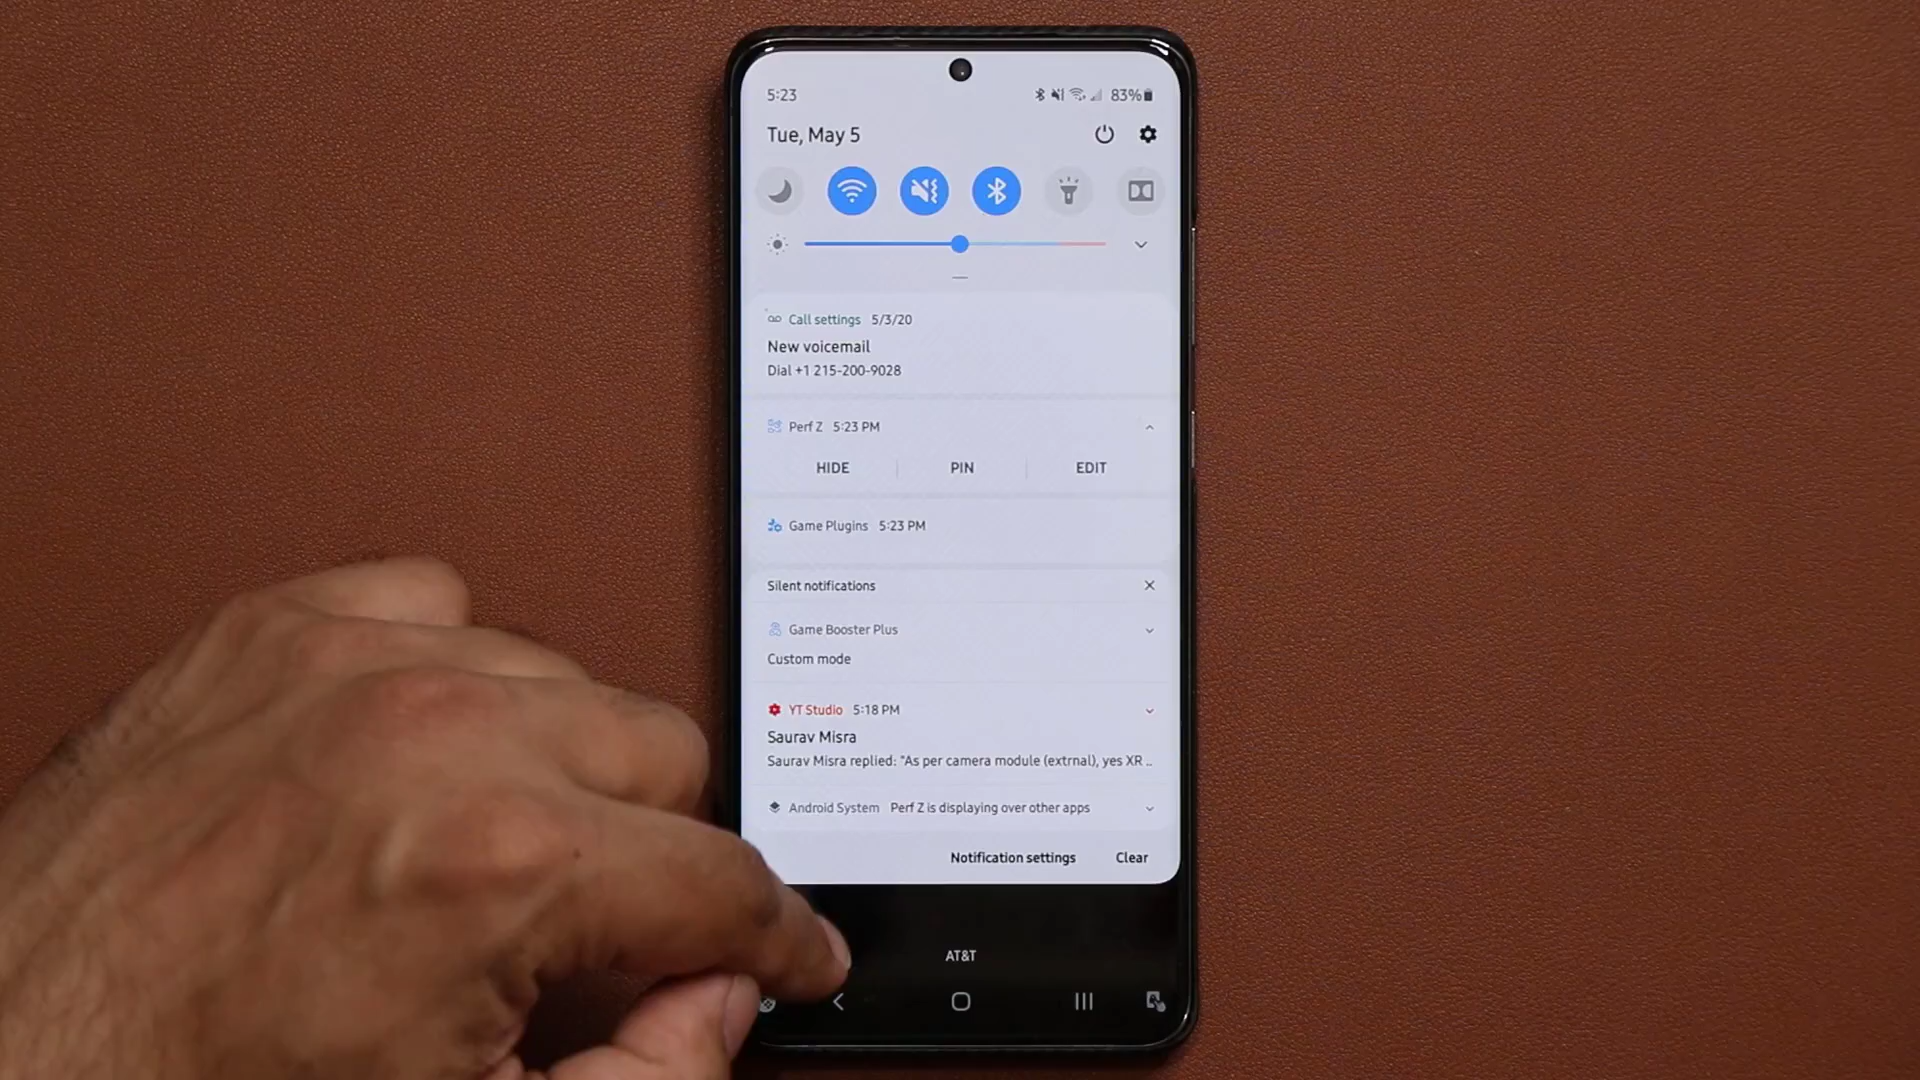 5:23
83%
Tue, May 5
Call settings 5/3/20
New voicemail
Dial +1 215-200-9028
Perf Z 5:23 PM
HIDE PIN EDIT
Game Plugins 5:23 PM
Silent notifications
Game Booster Plus
Custom mode
YT Studio 5:18 PM
Saurav Misra
Saurav Misra replied: "As per camera module (extrnal), yes XR ..
Android System Perf Z is displaying over other apps
Notification settings Clear
AT&T